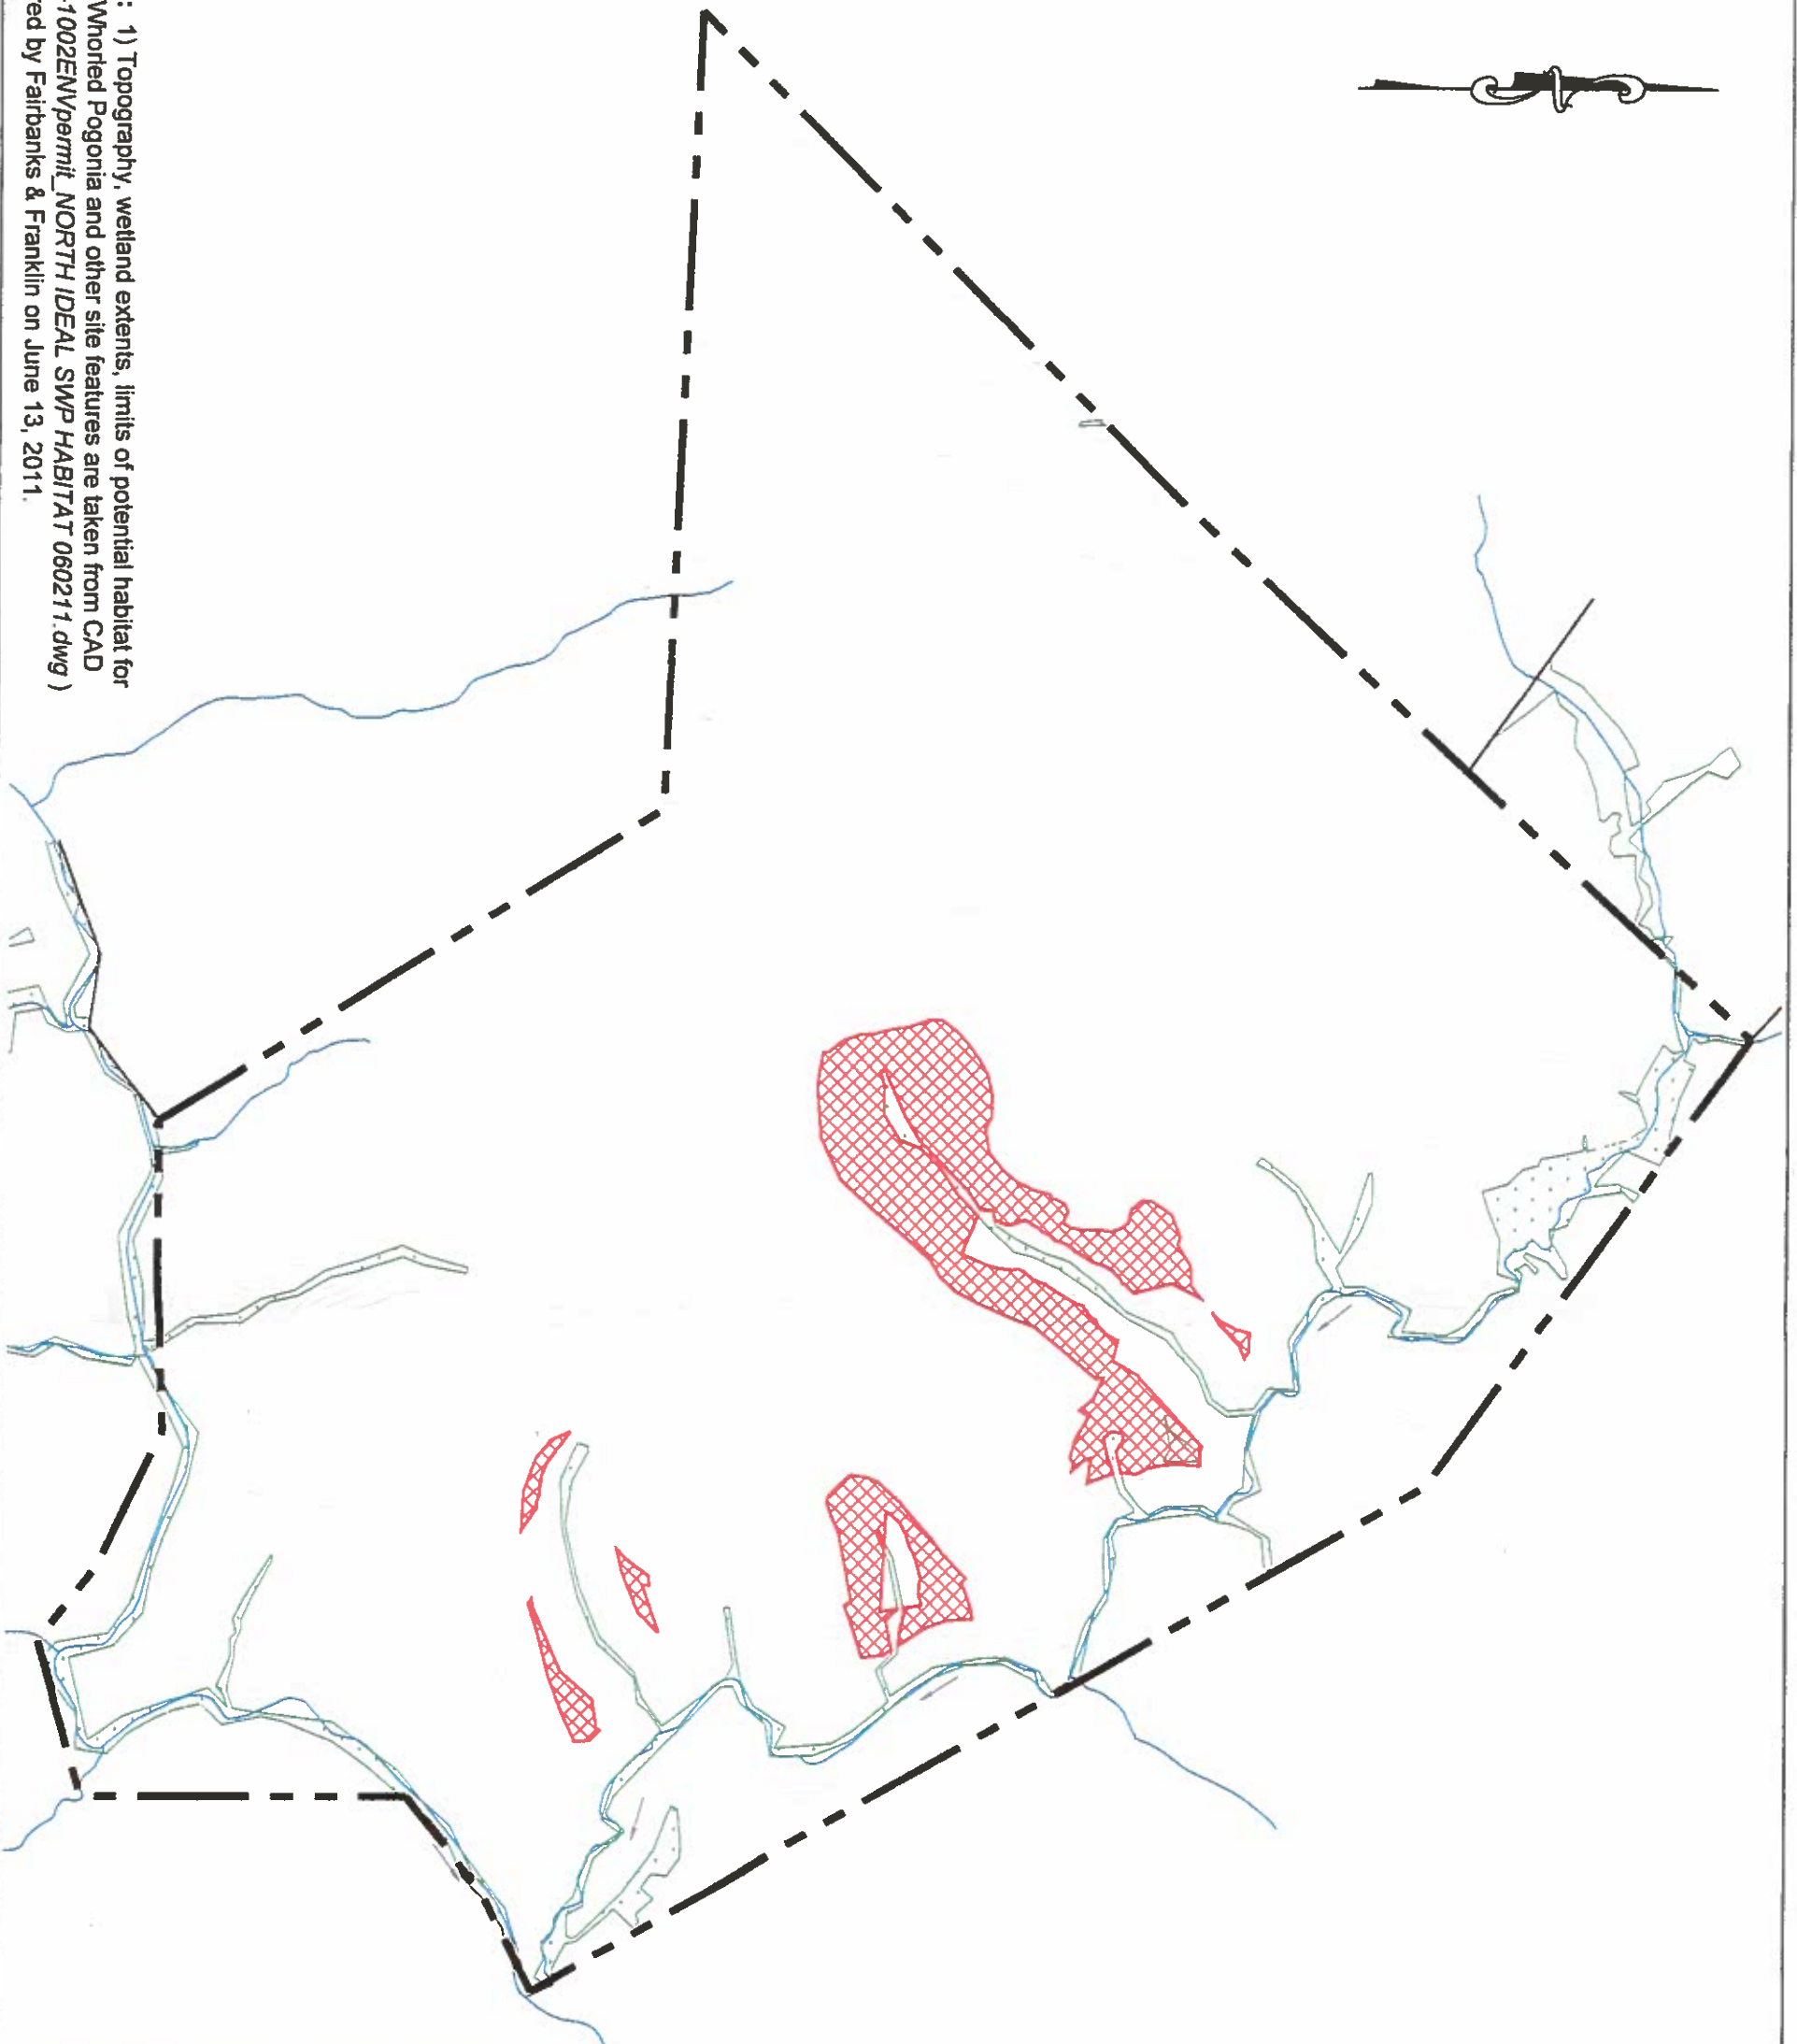 : 1) Topography, wetland extents, limits of potential habitat for
Whorled Pogonia and other site features are taken from CAD
-1002ENVpermit_NORTH IDEAL SWP HABITAT 060211.dwg )
red by Fairbanks & Franklin on June 13, 2011.